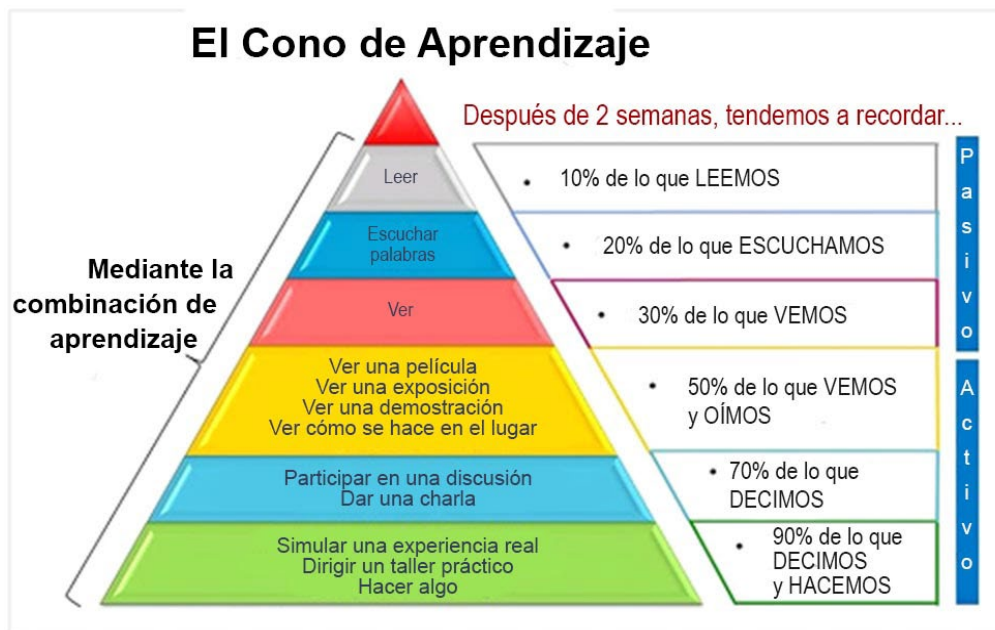 El Cono de Aprendizaje
Después de 2 semanas, tendemos a recordar...
Mediante la
combinación de
aprendizaje
Leer
Escuchar
palabras
Ver
Ver una película
Ver una exposición
Ver una demostración
Ver cómo se hace en el lugar
Participar en una discusión
Dar una charla
Simular una experiencia real
Dirigir un taller práctico
Hacer algo
• 10% de lo que LEEMOS
• 20% de lo que ESCUCHAMOS
• 30% de lo que VEMOS
• 50% de lo que VEMOS
y OÍMOS
• 70% de lo que
DECIMOS
• 90% de lo que
DECIMOS
y HACEMOS
Pasivo
Activo